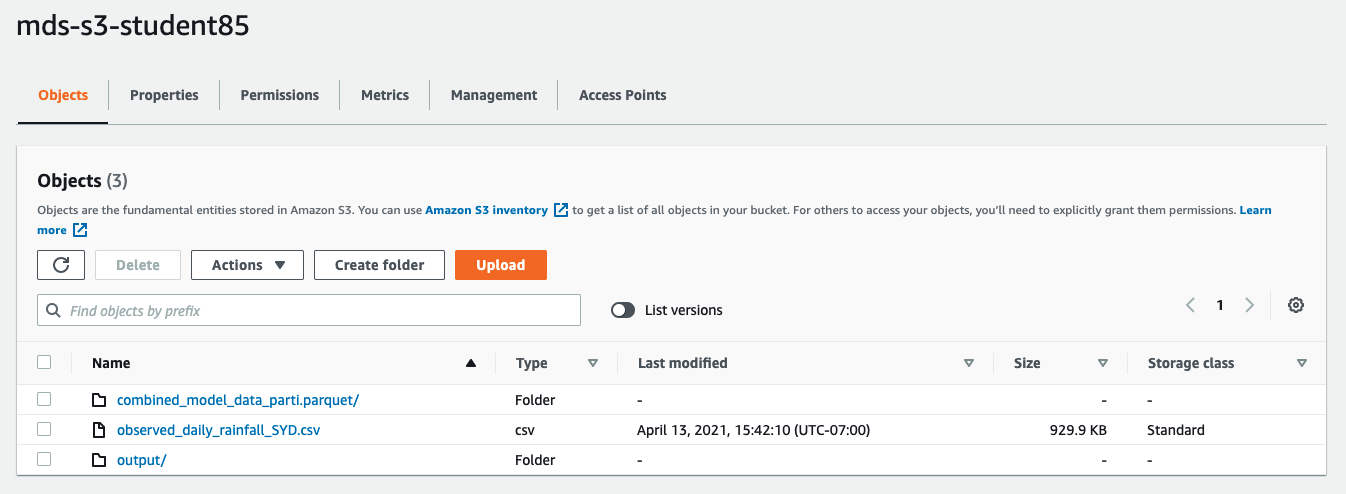 mds-s3-student85
Objects Properties Permissions Metrics Management Access Points
Objects (3)
Objects are the fundamental entities stored in Amazon S3. You can use Amazon S3 inventory to get a list of all objects in your bucket. For others to access your objects, you'll need to explicitly grant them permissions. Learn
more
Delete Actions Create folder Upload
Find objects by prefix List versions 1
Name Type Last modified Size Storage class
combined_model_data_parti.parquet/ Folder - - -
observed_daily_rainfall_SYD.csv csv April 13, 2021, 15:42:10 (UTC-07:00) 929.9 KB Standard
output/ Folder - - -